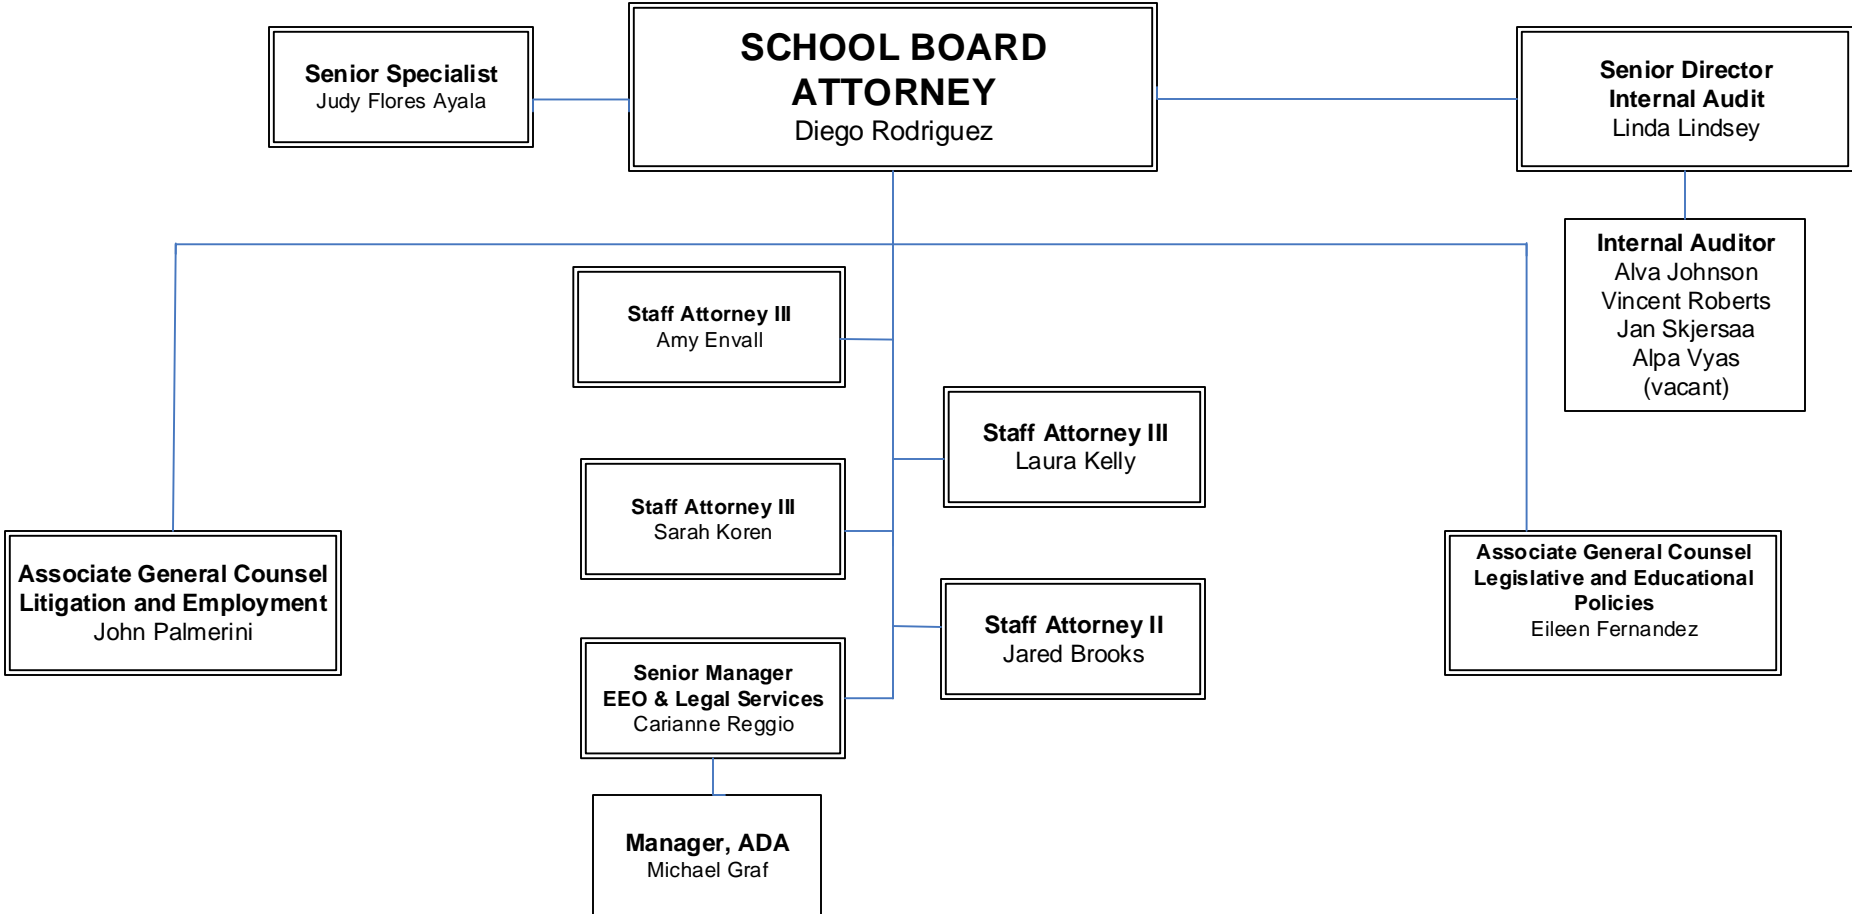 SCHOOL BOARD
ATTORNEY
Diego Rodriguez
Senior Specialist
Judy Flores Ayala
Senior Director
Internal Audit
Linda Lindsey
Internal Auditor
Alva Johnson
Vincent Roberts
Jan Skjersaa
Alpa Vyas
(vacant)
Staff Attorney III
Amy Envall
Staff Attorney III
Laura Kelly
Staff Attorney III
Sarah Koren
Associate General Counsel
Litigation and Employment
John Palmerini
Staff Attorney II
Jared Brooks
Associate General Counsel
Legislative and Educational
Policies
Eileen Fernandez
Senior Manager
EEO & Legal Services
Carianne Reggio
Manager, ADA
Michael Graf